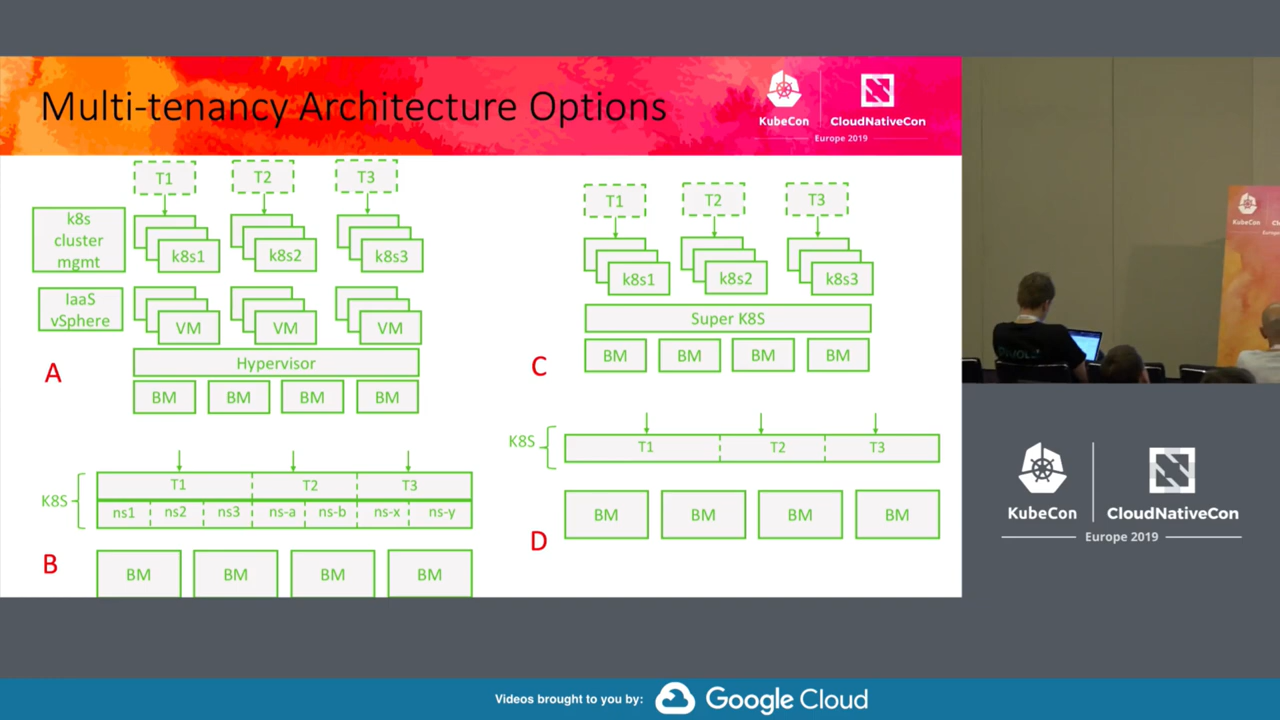 Multi-tenancy Architecture Options
KubeCon
CloudNativeCon
Europe 2019
T1
T2
T3
k8s
cluster
mgmt
k8s1
k8s2
k8s3
IaaS
vSphere
VM
VM
VM
Hypervisor
A
BM
BM
BM
BM
K8S
T1
T2
T3
ns1
ns2
ns3
ns-a
ns-b
ns-x
ns-y
B
BM
BM
BM
BM
T1
T2
T3
k8s1
k8s2
k8s3
Super K8S
C
BM
BM
BM
BM
K8S
T1
T2
T3
D
BM
BM
BM
BM
KubeCon
KubeCon
CloudNativeCon
Europe 2019
Videos brought to you by:
Google Cloud